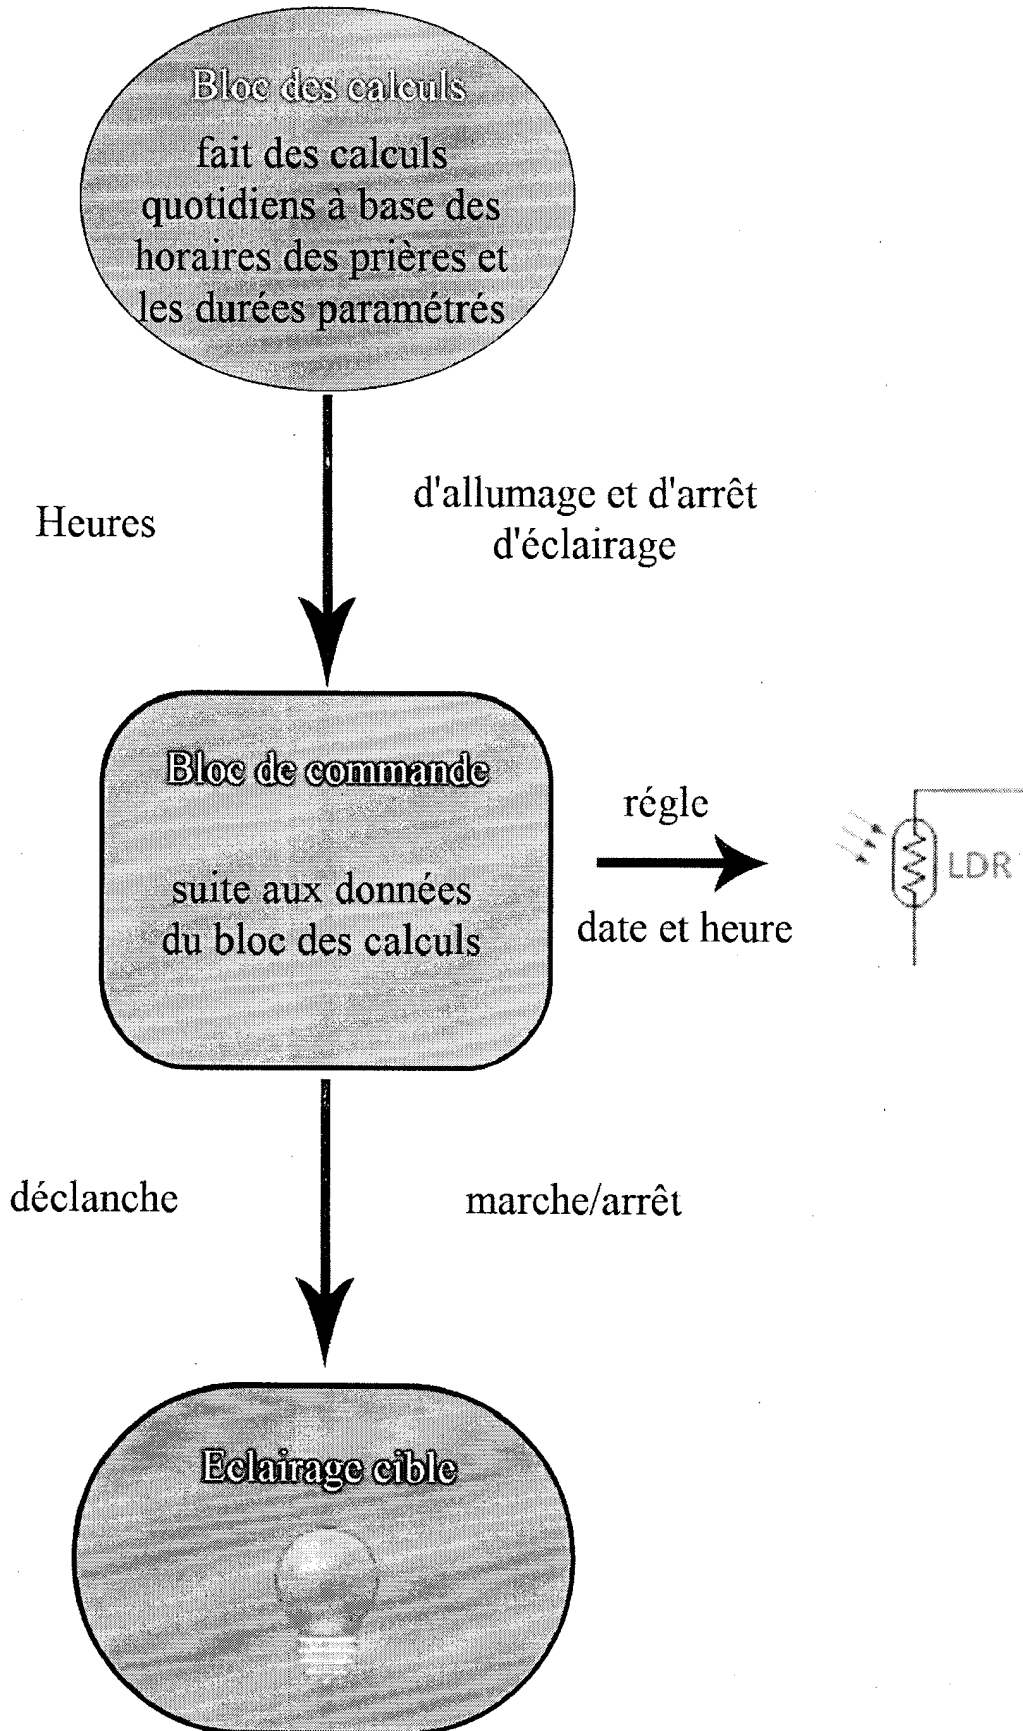 Bloc des calculs
fait des calculs
quotidiens à base des
horaires des prières et
les durées paramétrés
Heures
d'allumage et d'arrêt
d'éclairage
Bloc de commande
suite aux données
du bloc des calculs
régle
date et heure
LDR
déclanche
marche/arrêt
Eclairage cible